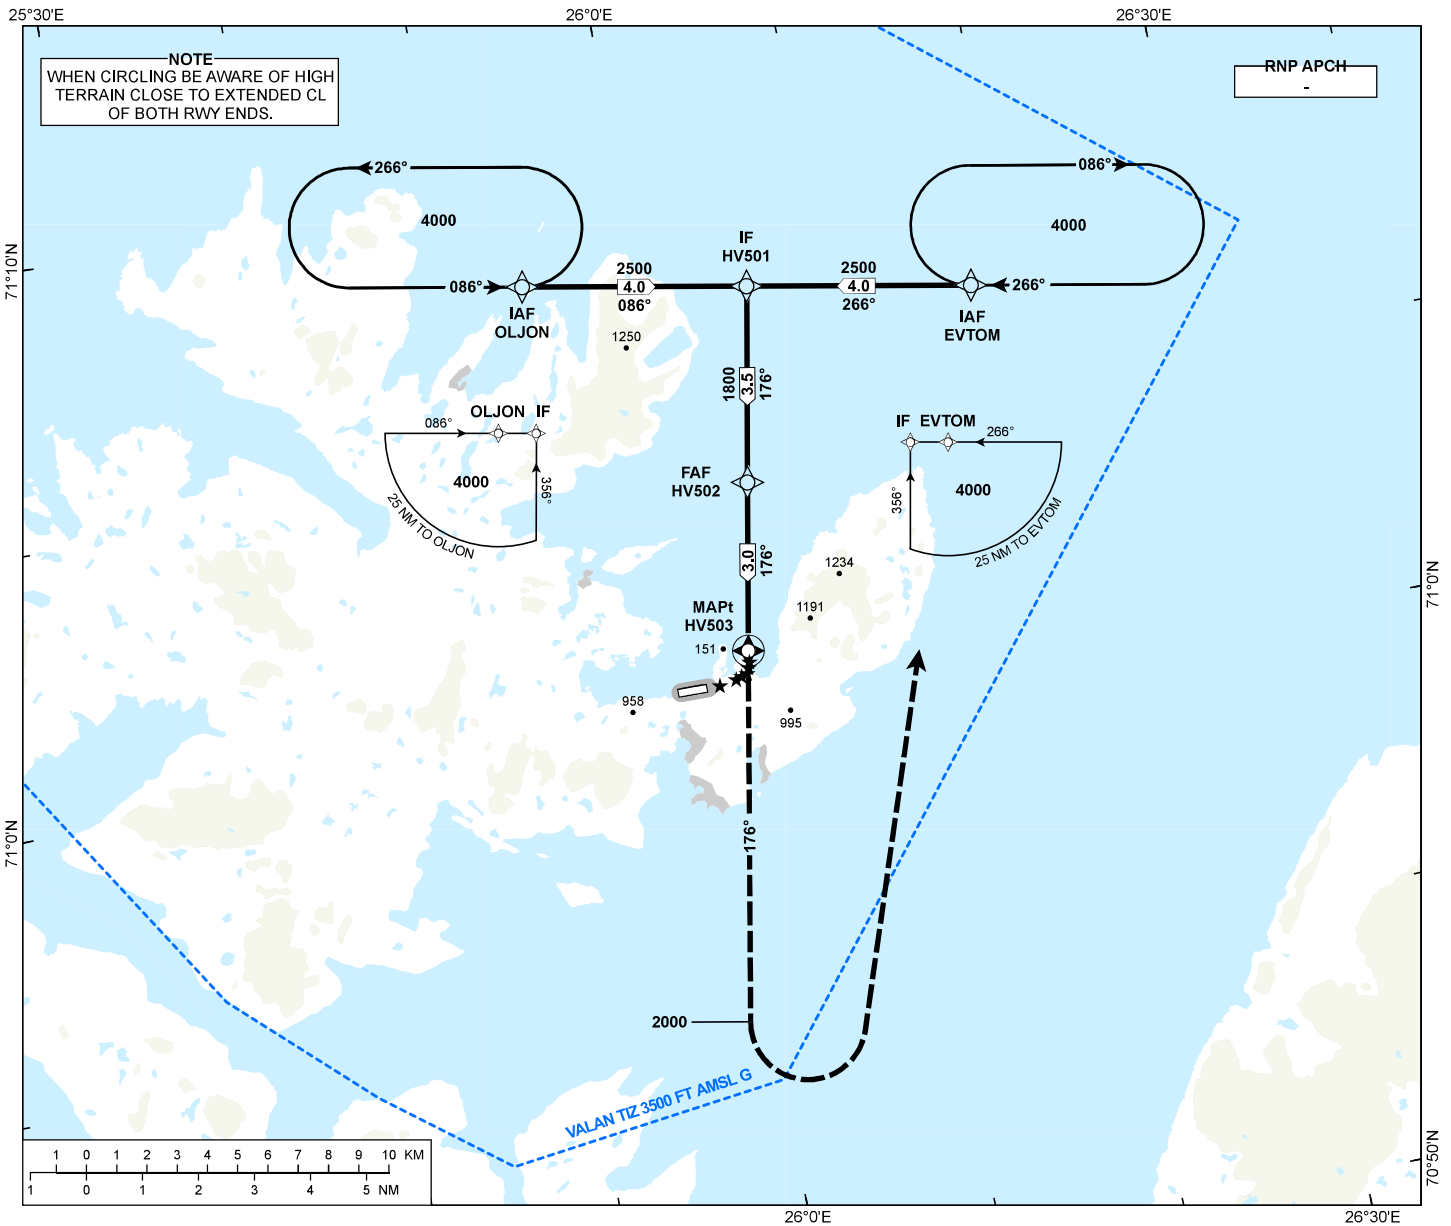 25°30'E
26°0'E
26°30'E
NOTE
WHEN CIRCLING BE AWARE OF HIGH
TERRAIN CLOSE TO EXTENDED CL
OF BOTH RWY ENDS.
RNP APCH
-
266°
4000
086°
086°
4000
266°
IF
HV501
2500
4.0
086°
2500
4.0
266°
IAF
OLJON
IAF
EVTOM
71°10'N
71°10'N
1250
1800
3.5
176°
OLJON IF
086°
4000
356°
25 NM TO OLJON
IF EVTOM
266°
4000
356°
25 NM TO EVTOM
FAF
HV502
3.0
176°
1234
1191
MAPt
HV503
151
958
995
71°0'N
71°0'N
176°
2000
VALAN TIZ 3500 FT AMSL G
70°50'N
1 0 1 2 3 4 5 6 7 8 9 10 KM
1 0 1 2 3 4 5 NM
26°0'E
26°30'E